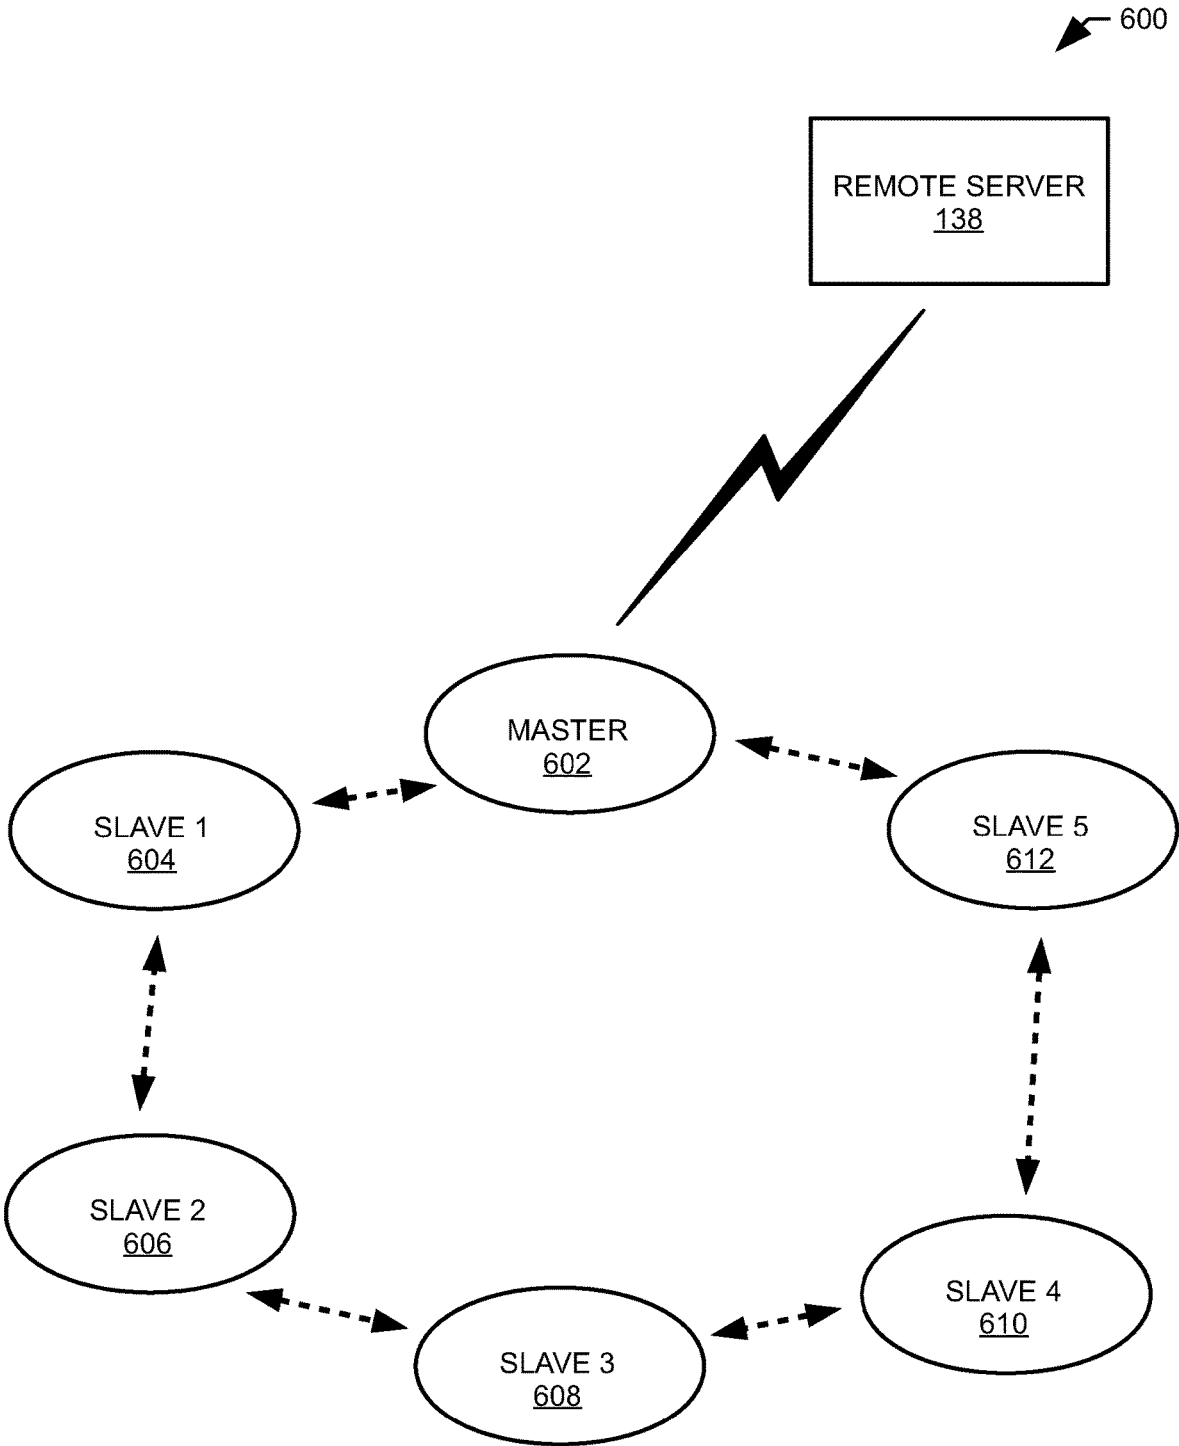 600
REMOTE SERVER
138
MASTER
602
SLAVE 1
604
SLAVE 5
612
SLAVE 2
606
SLAVE 4
610
SLAVE 3
608